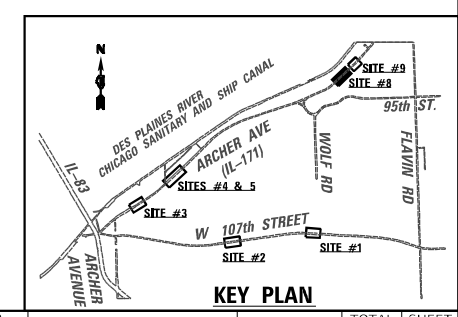 N
SITE #9
SITE #8
95th ST.
DES PLAINES RIVER
CHICAGO SANITARY AND SHIP CANAL
ARCHER AVE
(IL-171)
WOLF RD
FLAVIN RD
IL-83
SITES #4 & 5
SITE #3
W 107th STREET
SITE #1
SITE #2
ARCHER
AVENUE
KEY PLAN
TOTAL SHEET